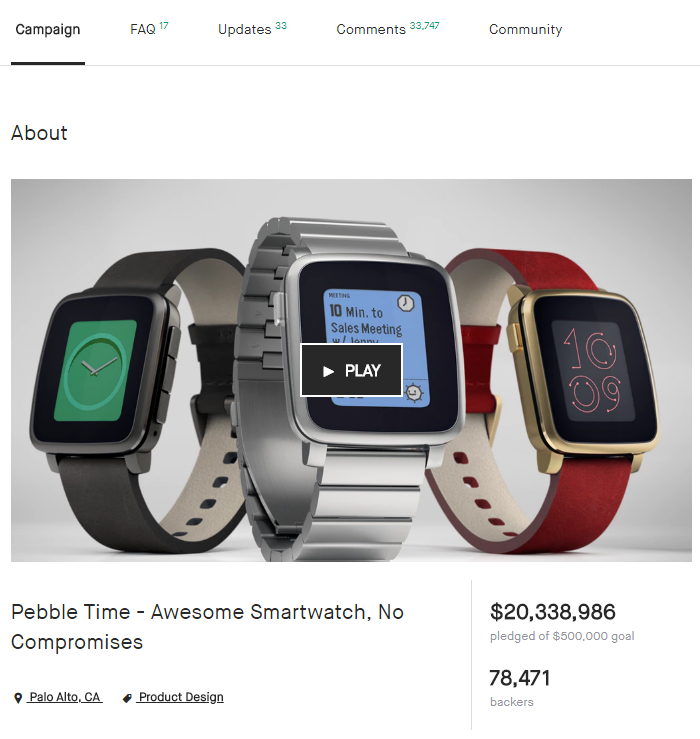 Campaign
FAQ 17
Updates 33
Comments 33,747
Community
About
MEETING
10 Min. to
Sales Meeting
w/ Jenny
PLAY
10
09
Pebble Time - Awesome Smartwatch, No
Compromises
Palo Alto, CA
Product Design
$20,338,986
pledged of $500,000 goal
78,471
backers